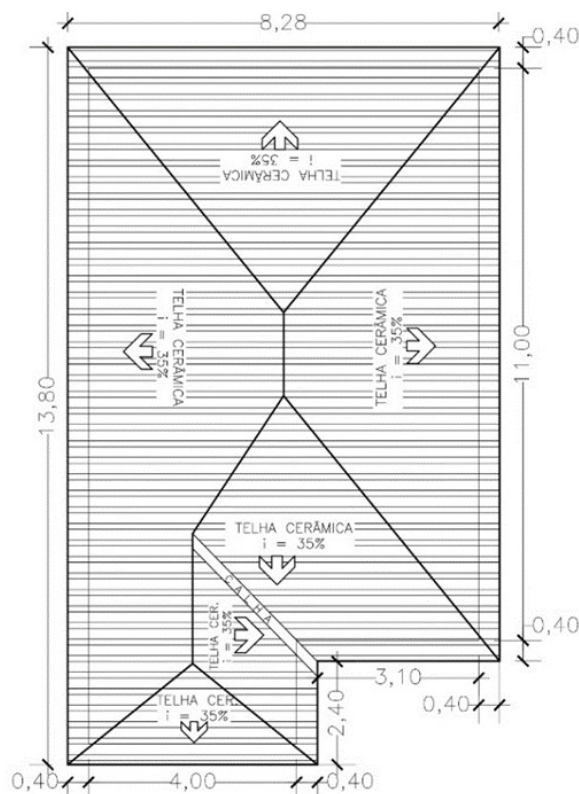 8,28
0,40
TELHA CERÂMICA
i = 35%
TELHA CERÂMICA
i = 35%
TELHA CERÂMICA
i = 35%
13,80
11,00
TELHA CERÂMICA
i = 35%
CALHA
TELHA CER.
i = 35%
0,40
3,10
TELHA CER.
i = 35%
2,40
0,40
0,40
4,00
0,40